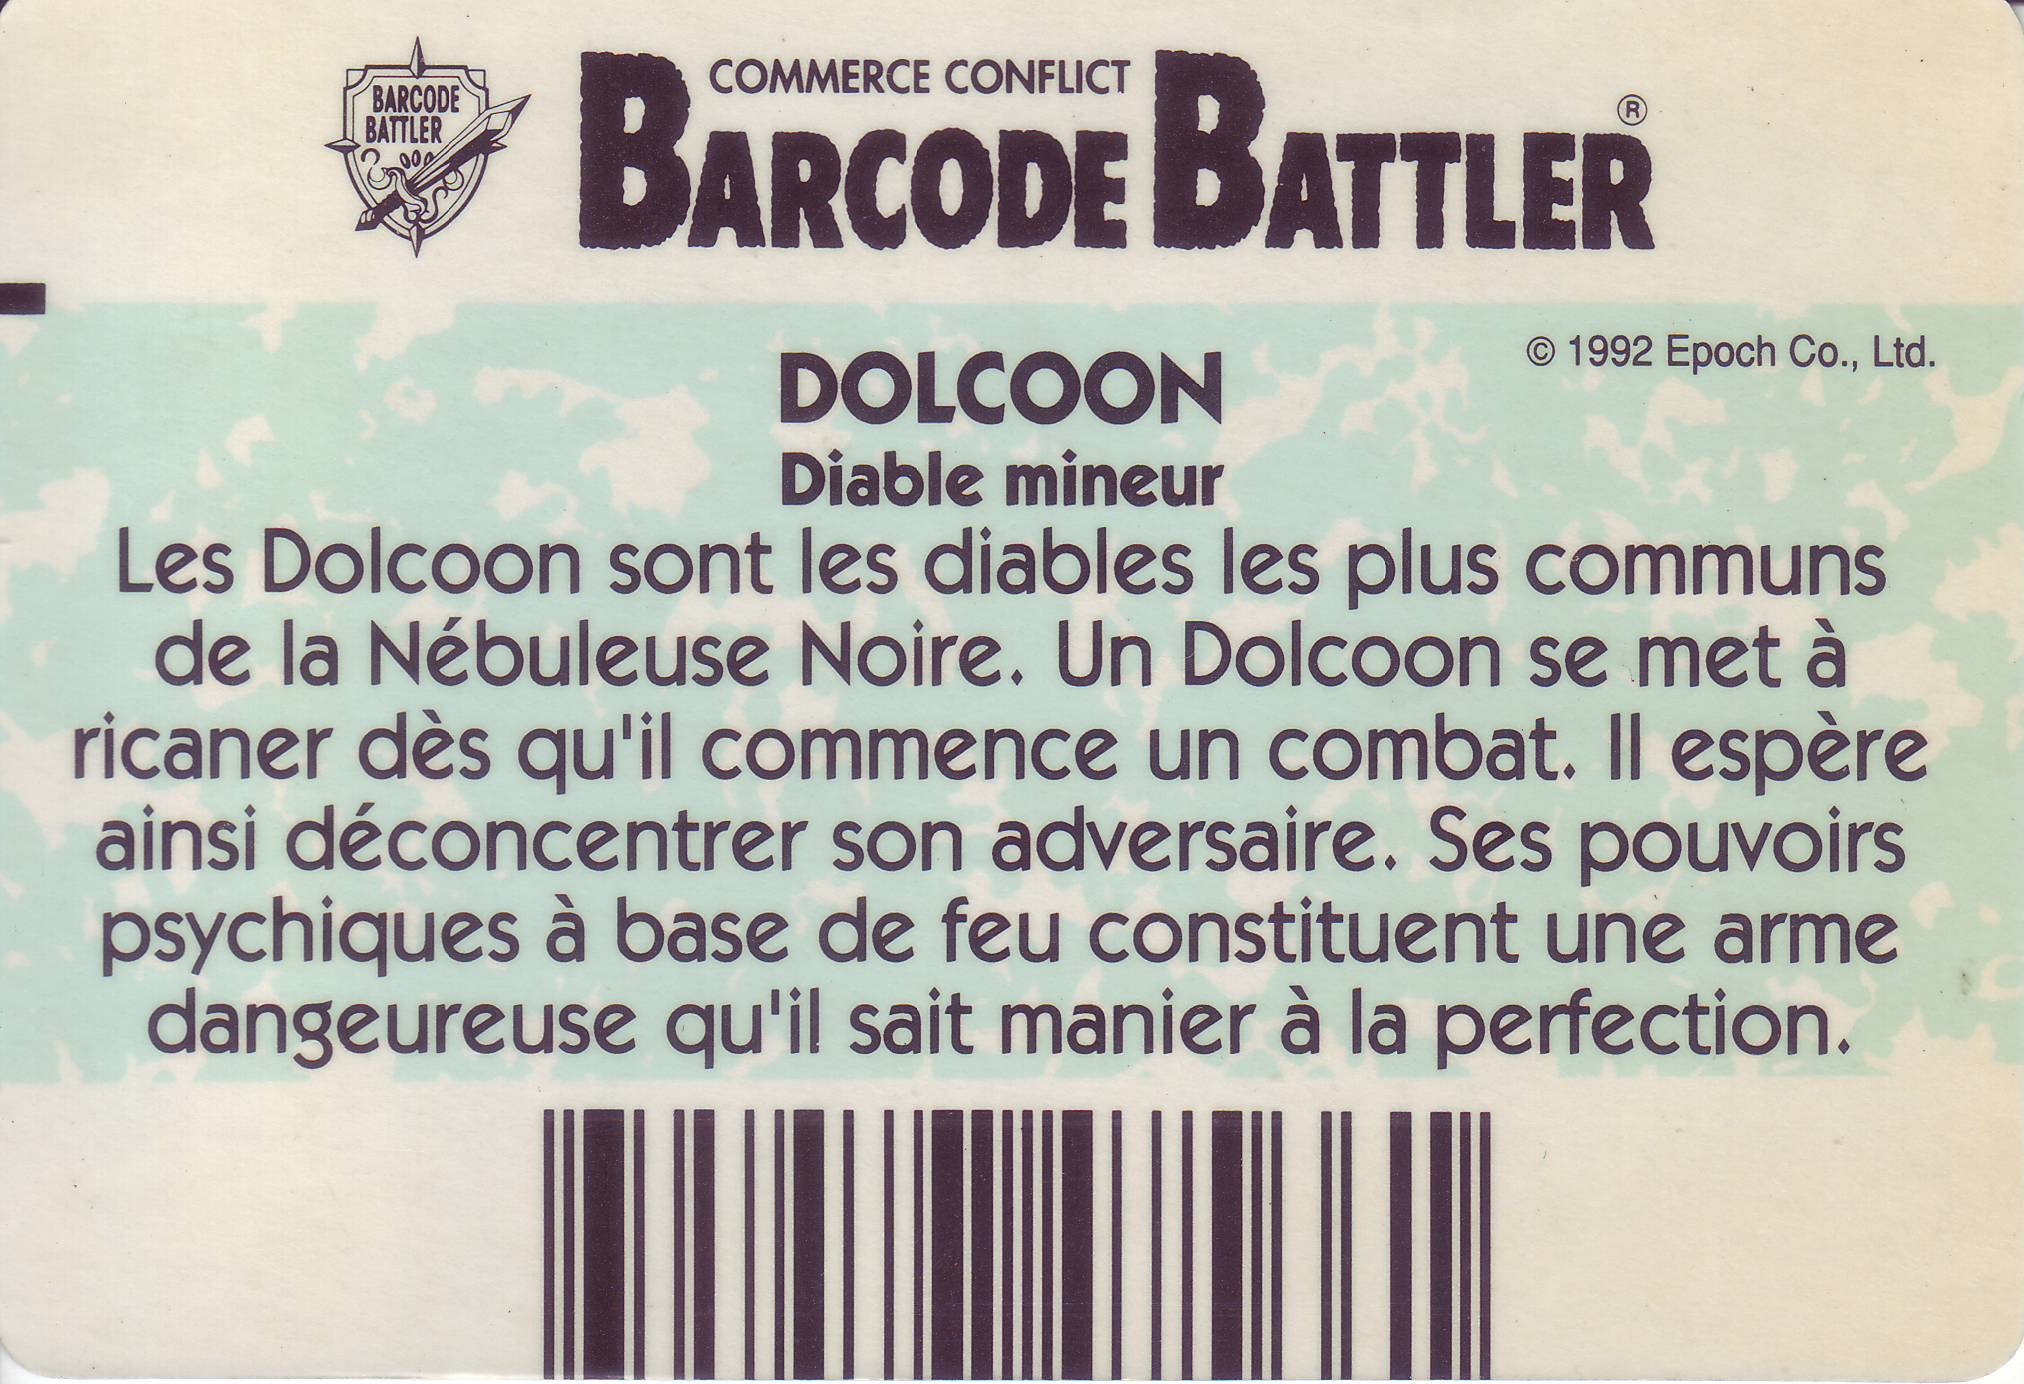 BARCODE
BATTLER
COMMERCE CONFLICT
BARCODE BATTLER ®
© 1992 Epoch Co., Ltd.
DOLCOON
Diable mineur
Les Dolcoon sont les diables les plus communs
de la Nébuleuse Noire. Un Dolcoon se met à
ricaner dès qu'il commence un combat. Il espère
ainsi déconcentrer son adversaire. Ses pouvoirs
psychiques à base de feu constituent une arme
dangeureuse qu'il sait manier à la perfection.